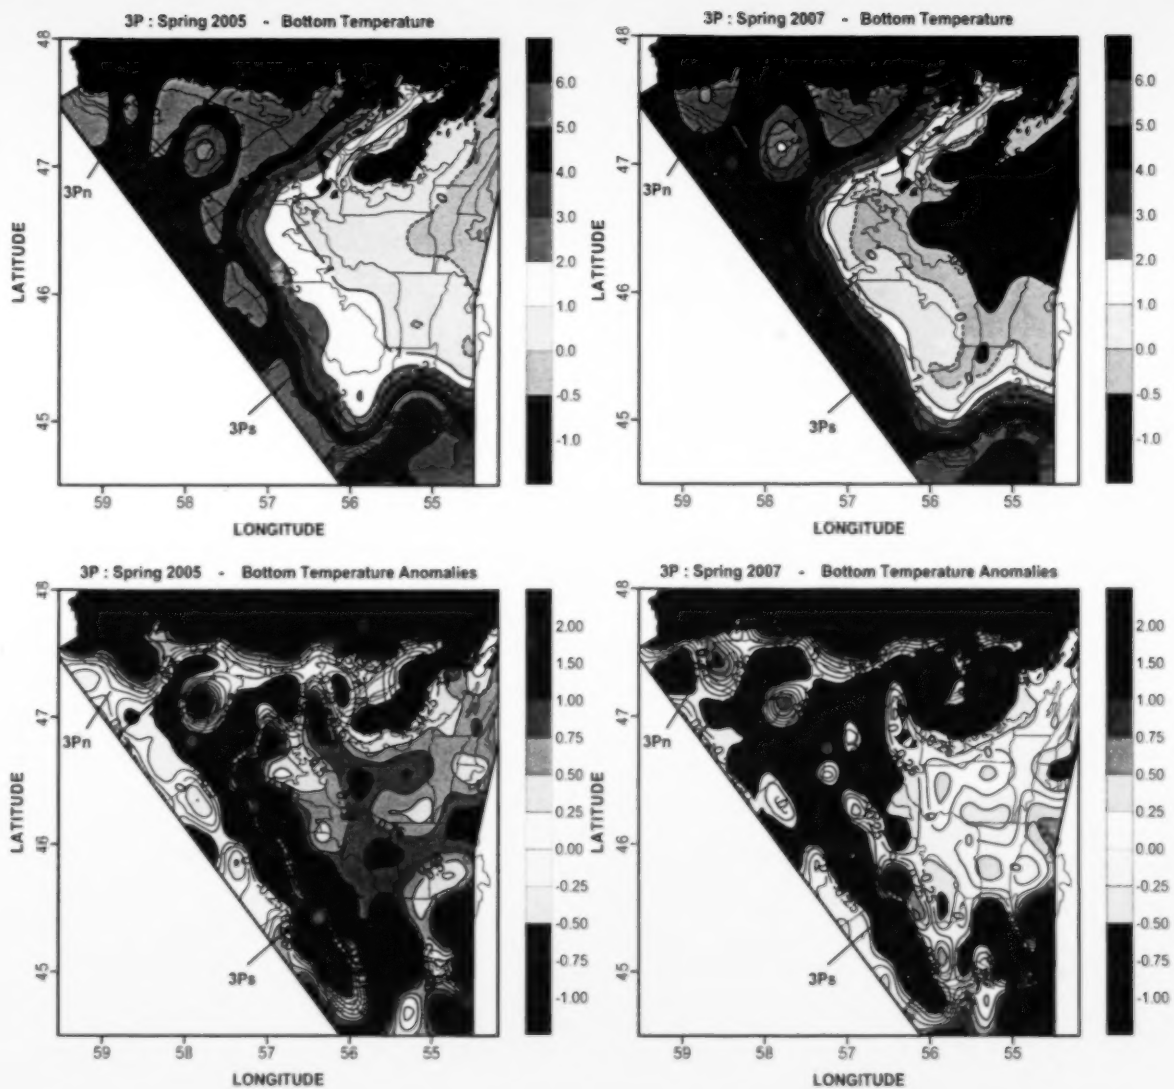 3P : Spring 2005 - Bottom Temperature
48
47
46
45
LATITUDE
3Pn
3Ps
59 58 57 56 55
LONGITUDE
6.0
5.0
4.0
3.0
2.0
1.0
0.0
-0.5
-1.0
3P : Spring 2007 - Bottom Temperature
48
47
46
45
LATITUDE
3Pn
3Ps
59 58 57 56 55
LONGITUDE
6.0
5.0
4.0
3.0
2.0
1.0
0.0
-0.5
-1.0
3P : Spring 2005 - Bottom Temperature Anomalies
48
47
46
45
LATITUDE
3Pn
3Ps
59 58 57 56 55
LONGITUDE
2.00
1.50
1.00
0.75
0.50
0.25
0.00
-0.25
-0.50
-0.75
-1.00
3P : Spring 2007 - Bottom Temperature Anomalies
48
47
46
45
LATITUDE
3Pn
3Ps
59 58 57 56 55
LONGITUDE
2.00
1.50
1.00
0.75
0.50
0.25
0.00
-0.25
-0.50
-0.75
-1.00